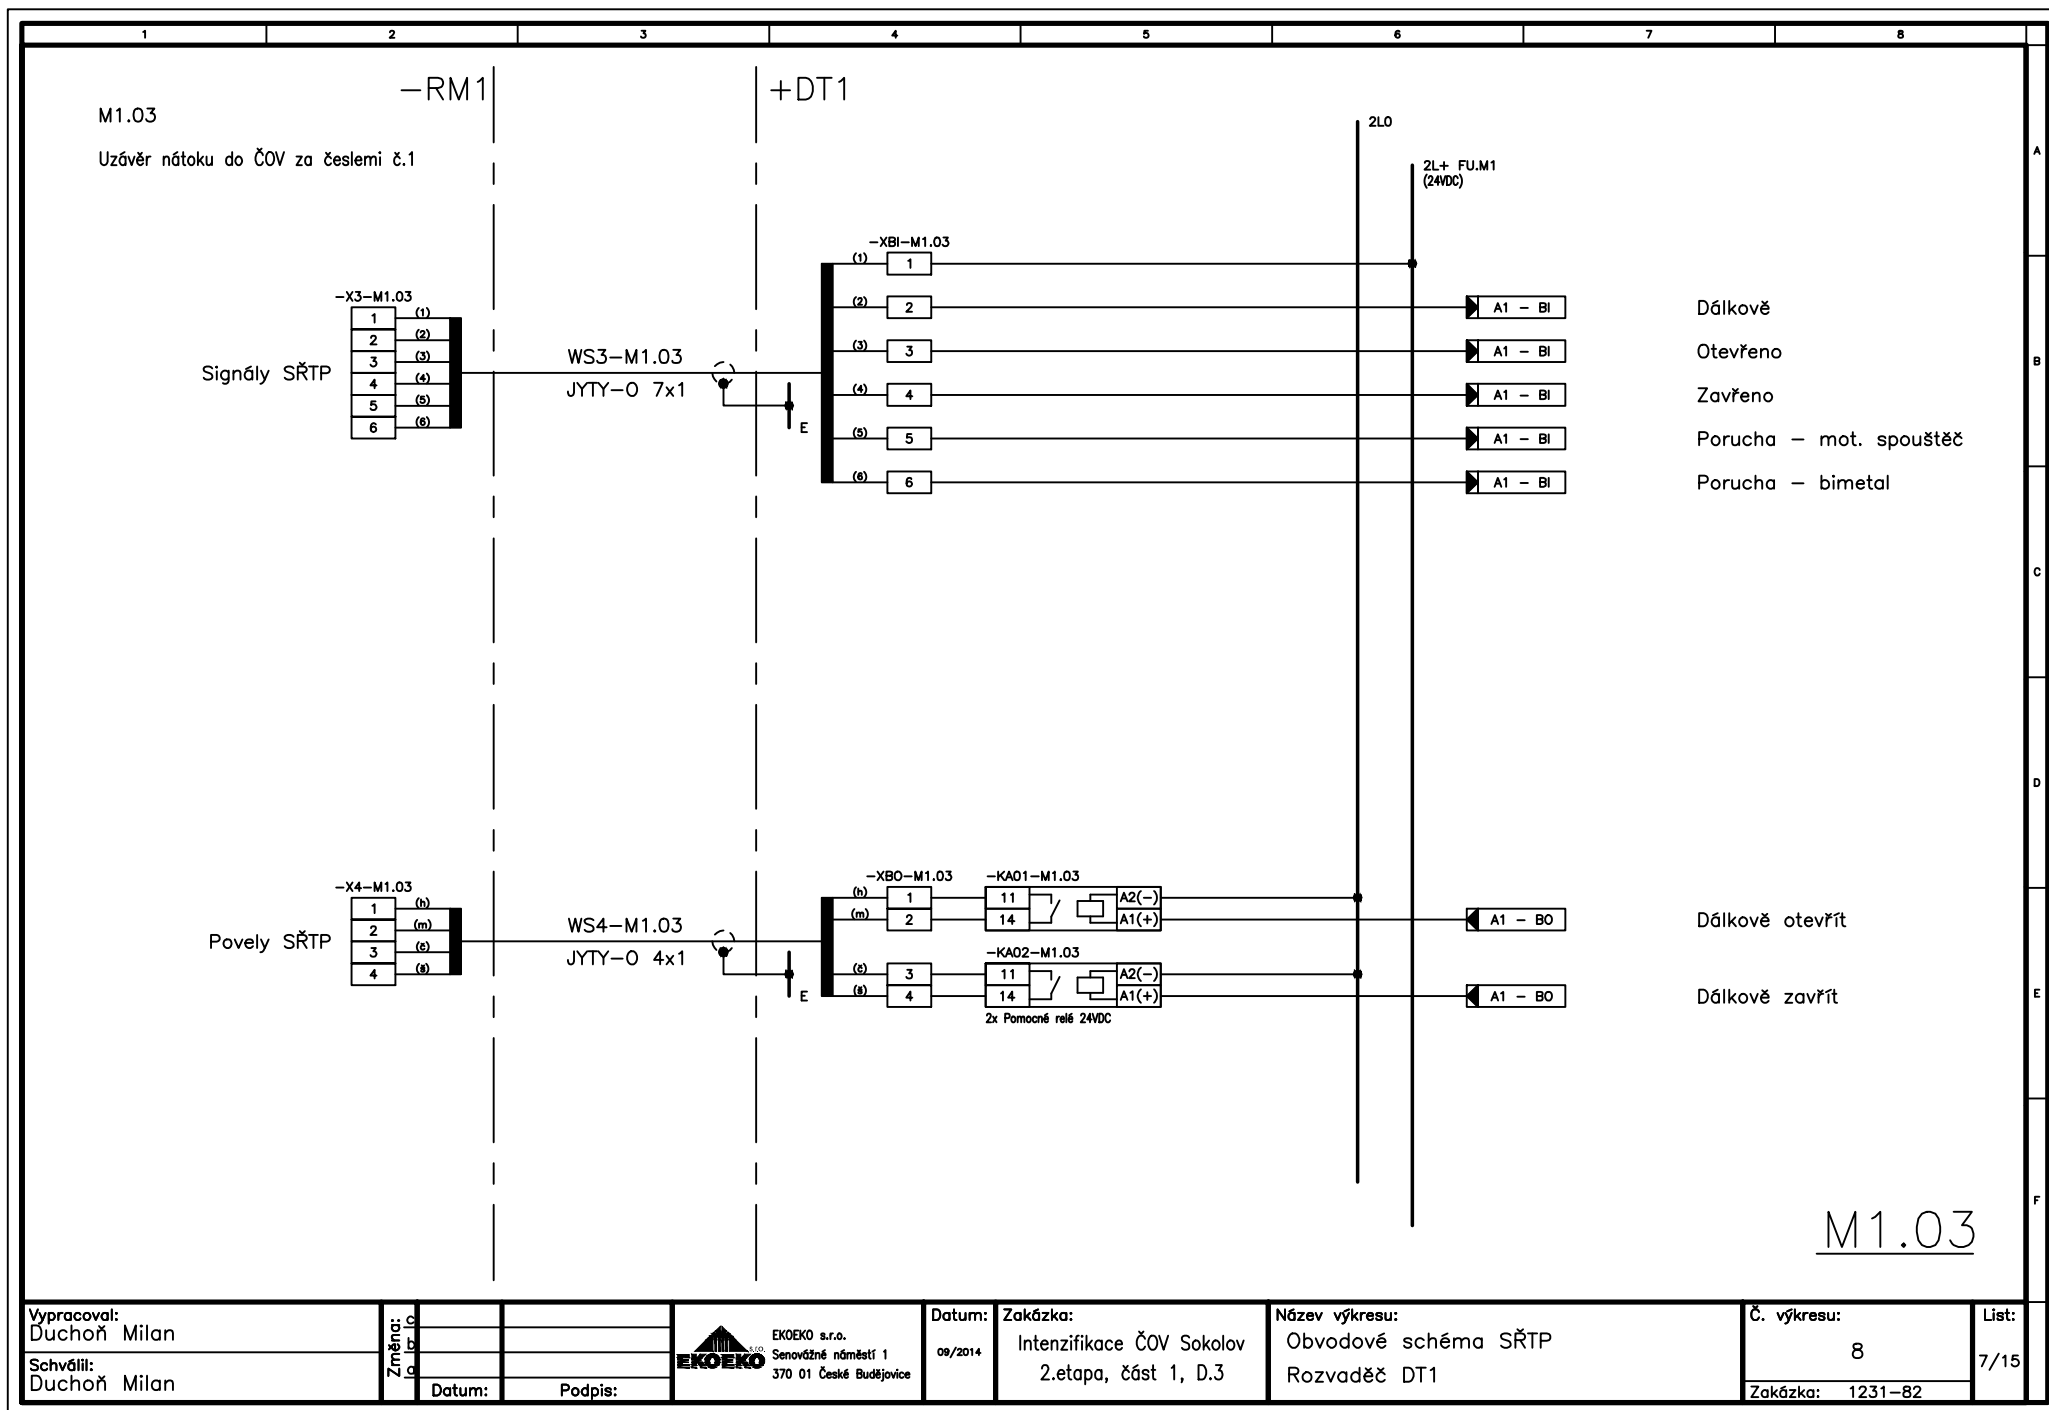 1 2 3 4 5 6 7 8
-RM1
+DT1
M1.03
Uzávěr nátoku do ČOV za česlemi č.1
2L0
2L+ FU.M1
(24VDC)
A
B
C
D
E
F
-X3-M1.03
Signály SŘTP
1 (1)
2 (2)
3 (3)
4 (4)
5 (5)
6 (6)
WS3-M1.03
JYTY-O 7x1
E
-XBI-M1.03
(1) 1
(2) 2 A1 - BI Dálkově
(3) 3 A1 - BI Otevřeno
(4) 4 A1 - BI Zavřeno
(5) 5 A1 - BI Porucha - mot. spouštěč
(6) 6 A1 - BI Porucha - bimetal
-X4-M1.03
Povely SŘTP
1 (h)
2 (m)
3 (č)
4 (š)
WS4-M1.03
JYTY-O 4x1
E
-XBO-M1.03 -KA01-M1.03
(h) 1 11 A2(-)
(m) 2 14 A1(+) A1 - BO Dálkově otevřít
-KA02-M1.03
(č) 3 11 A2(-)
(š) 4 14 A1(+) A1 - BO Dálkově zavřít
2x Pomocné relé 24VDC
M1.03
Vypracoval:
Duchoň Milan
Schválil:
Duchoň Milan
Změna:
c
b
a
Datum: Podpis:
EKOEKO s.r.o.
EKOEKO s.r.o.
Senovážné náměstí 1
370 01 České Budějovice
Datum:
09/2014
Zakázka:
Intenzifikace ČOV Sokolov
2.etapa, část 1, D.3
Název výkresu:
Obvodové schéma SŘTP
Rozvaděč DT1
Č. výkresu:
8
Zakázka: 1231-82
List:
7/15